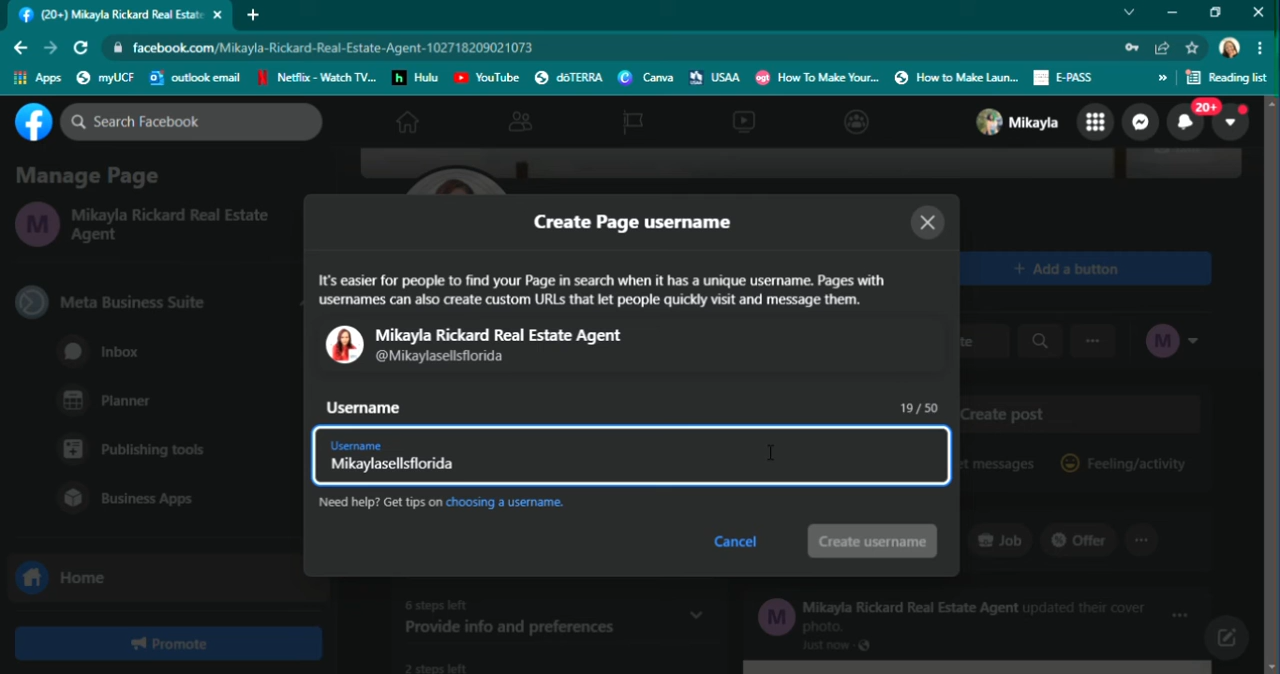 (20+) Mikayla Rickard Real Estate
facebook.com/Mikayla-Rickard-Real-Estate-Agent-102718209021073
Apps myUCF outlook email Netflix - Watch TV... Hulu YouTube dōTERRA Canva USAA How To Make Your... How to Make Laun... E-PASS » Reading list
Search Facebook
Mikayla
20+
Manage Page
M
Mikayla Rickard Real Estate
Agent
Meta Business Suite
Inbox
Planner
Publishing tools
Business Apps
Home
Promote
Create Page username
It's easier for people to find your Page in search when it has a unique username. Pages with
usernames can also create custom URLs that let people quickly visit and message them.
Mikayla Rickard Real Estate Agent
@Mikaylasellsflorida
Username 19 / 50
Username
Mikaylasellsflorida
Need help? Get tips on choosing a username.
Cancel Create username
+ Add a button
te
M
Create post
et messages Feeling/activity
Job Offer
6 steps left
Provide info and preferences
2 steps left
M
Mikayla Rickard Real Estate Agent updated their cover
photo.
Just now ·